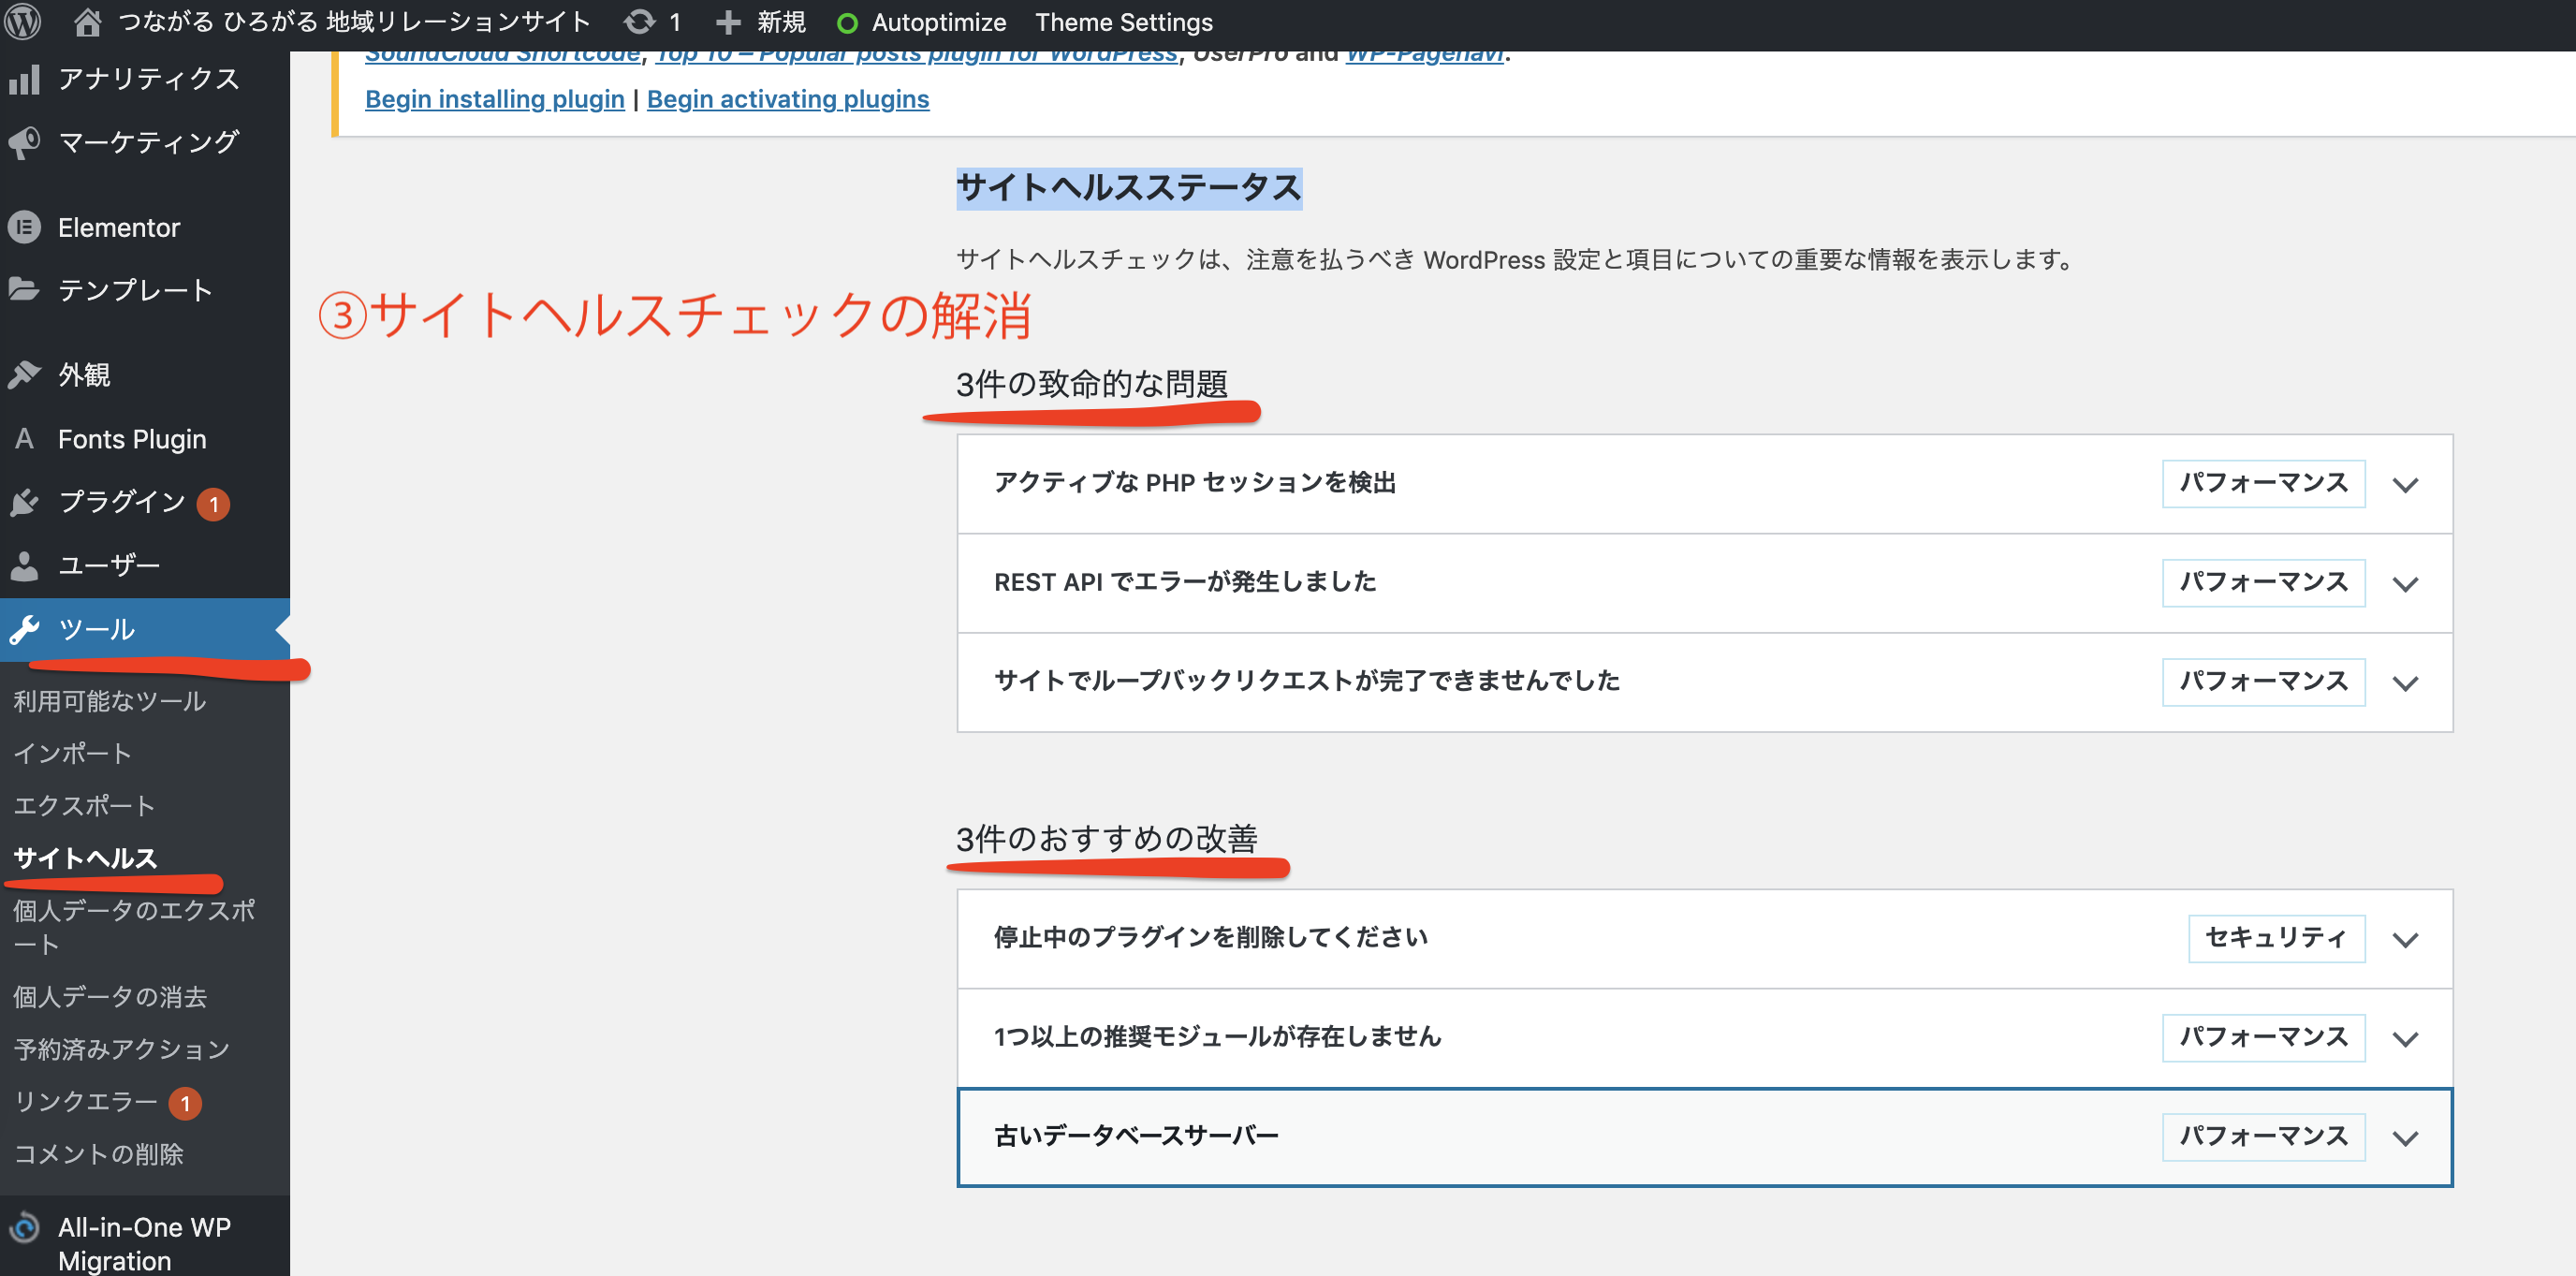 つながる ひろがる 地域リレーションサイト 1 新規 Autoptimize Theme Settings
アナリティクス
マーケティング
Elementor
テンプレート
外観
Fonts Plugin
プラグイン 1
ユーザー
ツール
利用可能なツール
インポート
エクスポート
サイトヘルス
個人データのエクスポ
ート
個人データの消去
予約済みアクション
リンクエラー 1
コメントの削除
All-in-One WP
Migration
SoundCloud Shortcode, Top 10 – Popular posts plugin for WordPress, UserPro and WP-Pagenavi.
Begin installing plugin | Begin activating plugins
サイトヘルスステータス
サイトヘルスチェックは、注意を払うべき WordPress 設定と項目についての重要な情報を表示します。
③サイトヘルスチェックの解消
3件の致命的な問題
アクティブな PHP セッションを検出 パフォーマンス
REST API でエラーが発生しました パフォーマンス
サイトでループバックリクエストが完了できませんでした パフォーマンス
3件のおすすめの改善
停止中のプラグインを削除してください セキュリティ
1つ以上の推奨モジュールが存在しません パフォーマンス
古いデータベースサーバー パフォーマンス